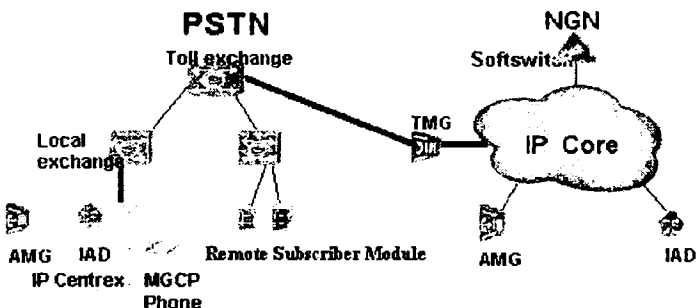 PSTN
NGN
Toll exchange
Softswitch
TMG
IP Core
Local
exchange
AMG
IAD
Remote Subscriber Module
AMG
IAD
IP Centrex
MGCP
Phone